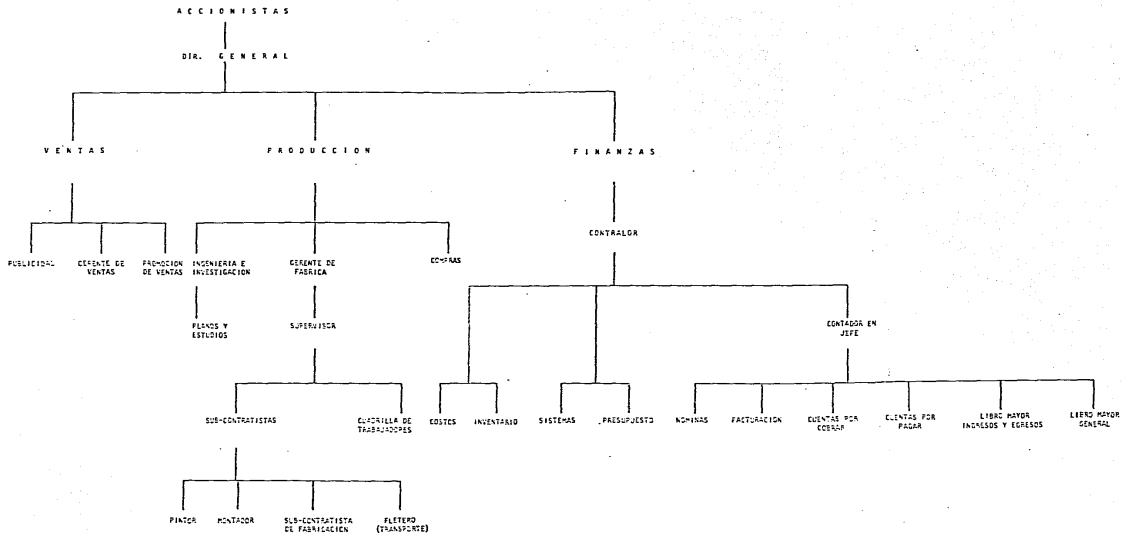 ACCIONISTAS
DIR. GENERAL
VENTAS PRODUCCION FINANZAS
CONTRALOR
PUBLICIDAD GERENTE DE VENTAS PROMOCION DE VENTAS INGENIERIA E INVESTIGACION GERENTE DE FABRICA COMPRAS
PLANOS Y ESTUDIOS SUPERVISOR CONTADOR EN JEFE
SUB-CONTRATISTAS CUADRILLA DE TRABAJADORES COSTOS INVENTARIO SISTEMAS PRESUPUESTO NOMINAS FACTURACION CUENTAS POR COBRAR CUENTAS POR PAGAR LIBRO MAYOR INGRESOS Y EGRESOS LIBRO MAYOR GENERAL
PINTOR MONTADOR SUB-CONTRATISTA DE FABRICACION FLETERO (TRANSPORTE)